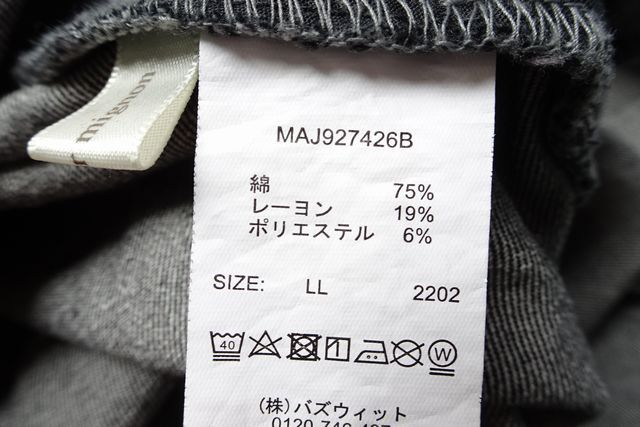 mignon
MAJ927426B
綿 75%
レーヨン 19%
ポリエステル 6%
SIZE: LL 2202
40 W
(株)バズウィット